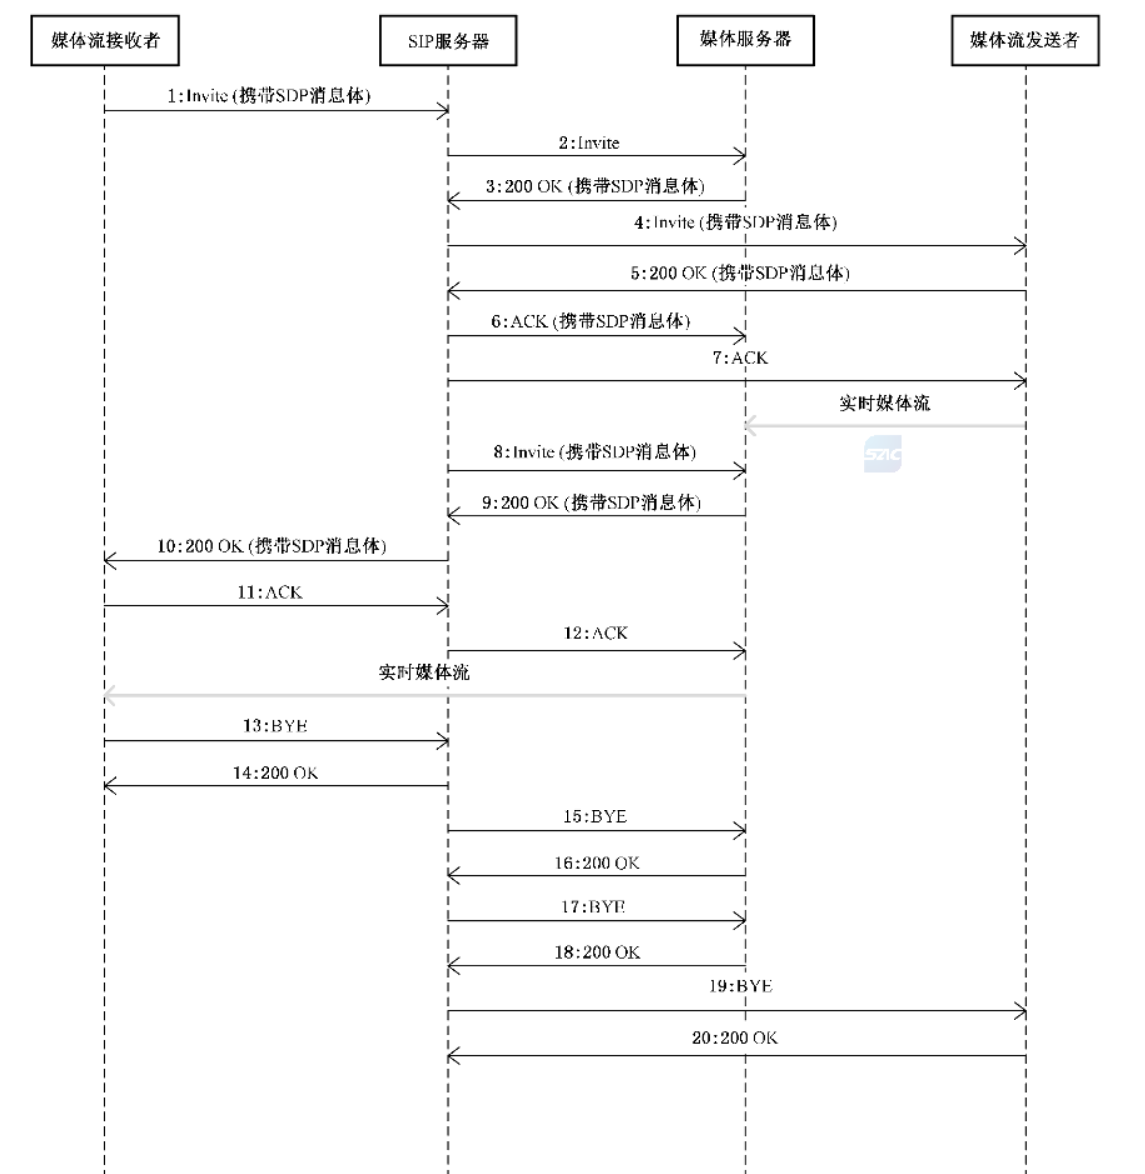 媒体流接收者
SIP服务器
媒体服务器
媒体流发送者
1:Invite (携带SDP消息体)
2:Invite
3:200 OK (携带SDP消息体)
4:Invite (携带SDP消息体)
5:200 OK (携带SDP消息体)
6:ACK (携带SDP消息体)
7:ACK
实时媒体流
8:Invite (携带SDP消息体)
SZIC
9:200 OK (携带SDP消息体)
10:200 OK (携带SDP消息体)
11:ACK
12:ACK
实时媒体流
13:BYE
14:200 OK
15:BYE
16:200 OK
17:BYE
18:200 OK
19:BYE
20:200 OK